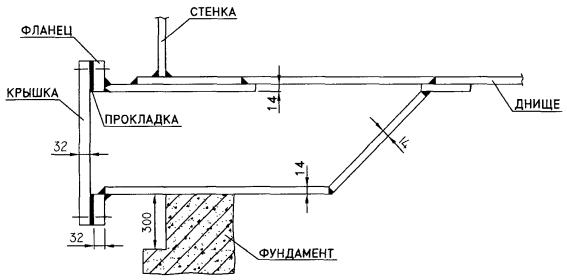 СТЕНКА
ФЛАНЕЦ
КРЫШКА
ПРОКЛАДКА
14
ДНИЩЕ
32
14
14
300
32
ФУНДАМЕНТ